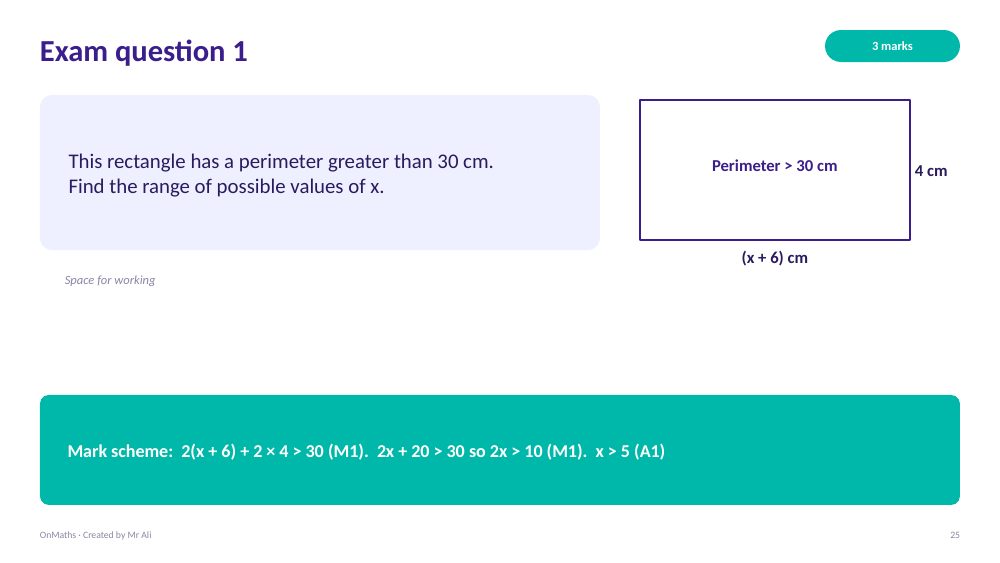 Exam question 1
3 marks
This rectangle has a perimeter greater than 30 cm.
Find the range of possible values of x.
Perimeter > 30 cm
4 cm
(x + 6) cm
Space for working
Mark scheme:  2(x + 6) + 2 × 4 > 30 (M1).  2x + 20 > 30 so 2x > 10 (M1).  x > 5 (A1)
OnMaths · Created by Mr Ali
25